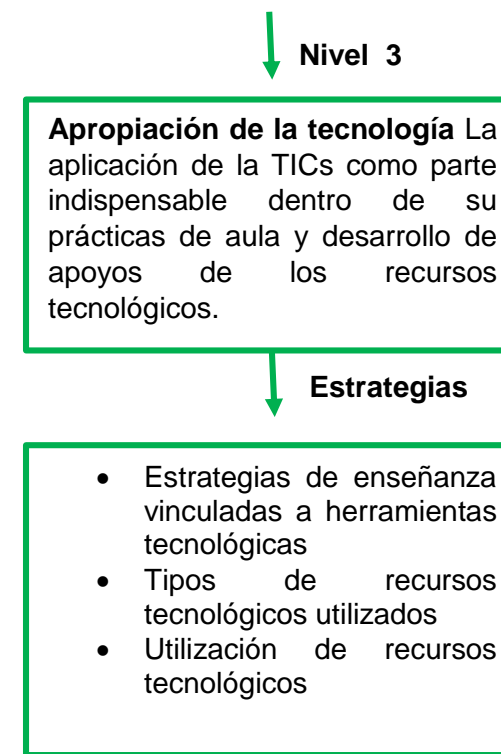 Nivel 3
Apropiación de la tecnología La
aplicación de la TICs como parte
indispensable dentro de su
prácticas de aula y desarrollo de
apoyos de los recursos
tecnológicos.
Estrategias
• Estrategias de enseñanza
vinculadas a herramientas
tecnológicas
• Tipos de recursos
tecnológicos utilizados
• Utilización de recursos
tecnológicos